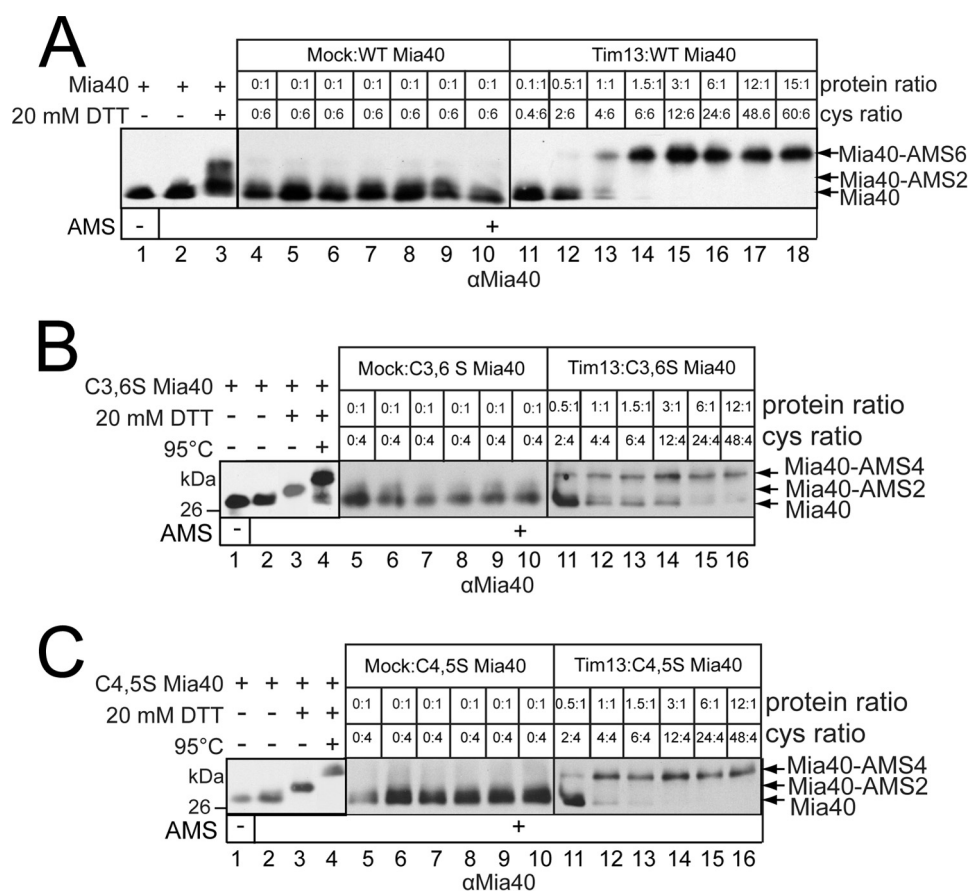 A
Mock:WT Mia40 Tim13:WT Mia40
Mia40 + + + 0:1 0:1 0:1 0:1 0:1 0:1 0:1 0.1:1 0.5:1 1:1 1.5:1 3:1 6:1 12:1 15:1 protein ratio
20 mM DTT - - + 0:6 0:6 0:6 0:6 0:6 0:6 0:6 0.4:6 2:6 4:6 6:6 12:6 24:6 48.6 60:6 cys ratio
Mia40-AMS6
Mia40-AMS2
Mia40
AMS - +
1 2 3 4 5 6 7 8 9 10 11 12 13 14 15 16 17 18
αMia40
B
Mock:C3,6 S Mia40 Tim13:C3,6S Mia40
C3,6S Mia40 + + + +
0:1 0:1 0:1 0:1 0:1 0:1 0.5:1 1:1 1.5:1 3:1 6:1 12:1 protein ratio
20 mM DTT - - + +
0:4 0:4 0:4 0:4 0:4 0:4 2:4 4:4 6:4 12:4 24:4 48:4 cys ratio
95°C - - - +
kDa
Mia40-AMS4
Mia40-AMS2
26 Mia40
AMS - +
1 2 3 4 5 6 7 8 9 10 11 12 13 14 15 16
αMia40
C
Mock:C4,5S Mia40 Tim13:C4,5S Mia40
C4,5S Mia40 + + + +
0:1 0:1 0:1 0:1 0:1 0:1 0.5:1 1:1 1.5:1 3:1 6:1 12:1 protein ratio
20 mM DTT - - + +
0:4 0:4 0:4 0:4 0:4 0:4 2:4 4:4 6:4 12:4 24:4 48:4 cys ratio
95°C - - - +
kDa
Mia40-AMS4
Mia40-AMS2
26 Mia40
AMS - +
1 2 3 4 5 6 7 8 9 10 11 12 13 14 15 16
αMia40